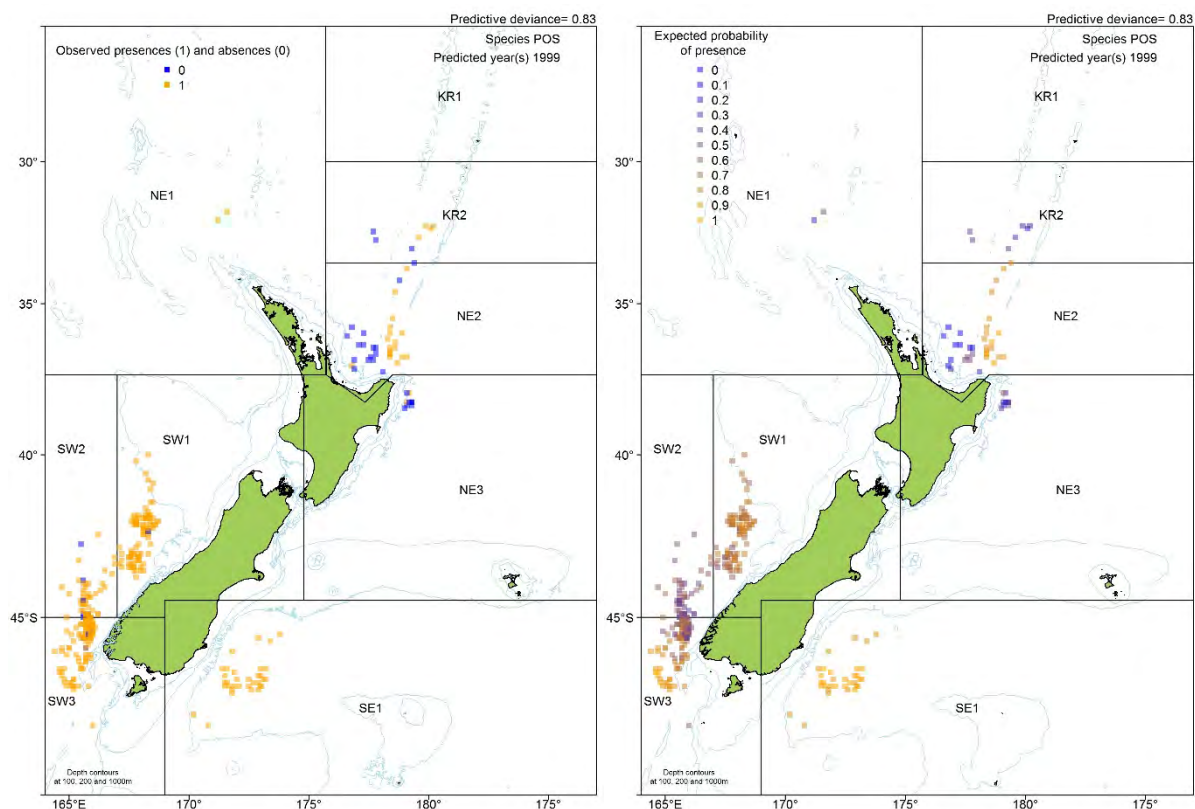 Predictive deviance= 0.83
Observed presences (1) and absences (0)
0
1
Species POS
Predicted year(s) 1999
KR1
NE1
KR2
NE2
SW2
SW1
NE3
SW3
SE1
Depth contours
at 100, 200 and 1000m
30°
35°
40°
45°S
165°E
170°
175°
180°
175°
Predictive deviance= 0.83
Expected probability
of presence
0
0.1
0.2
0.3
0.4
0.5
0.6
0.7
0.8
0.9
1
Species POS
Predicted year(s) 1999
KR1
NE1
KR2
NE2
SW2
SW1
NE3
SW3
SE1
Depth contours
at 100, 200 and 1000m
30°
35°
40°
45°S
165°E
170°
175°
180°
175°